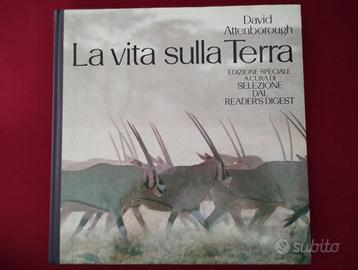 David
Attenborough
La vita sulla Terra
EDIZIONE SPECIALE
A CURA DI
SELEZIONE
DAL
READER'S DIGEST
subito